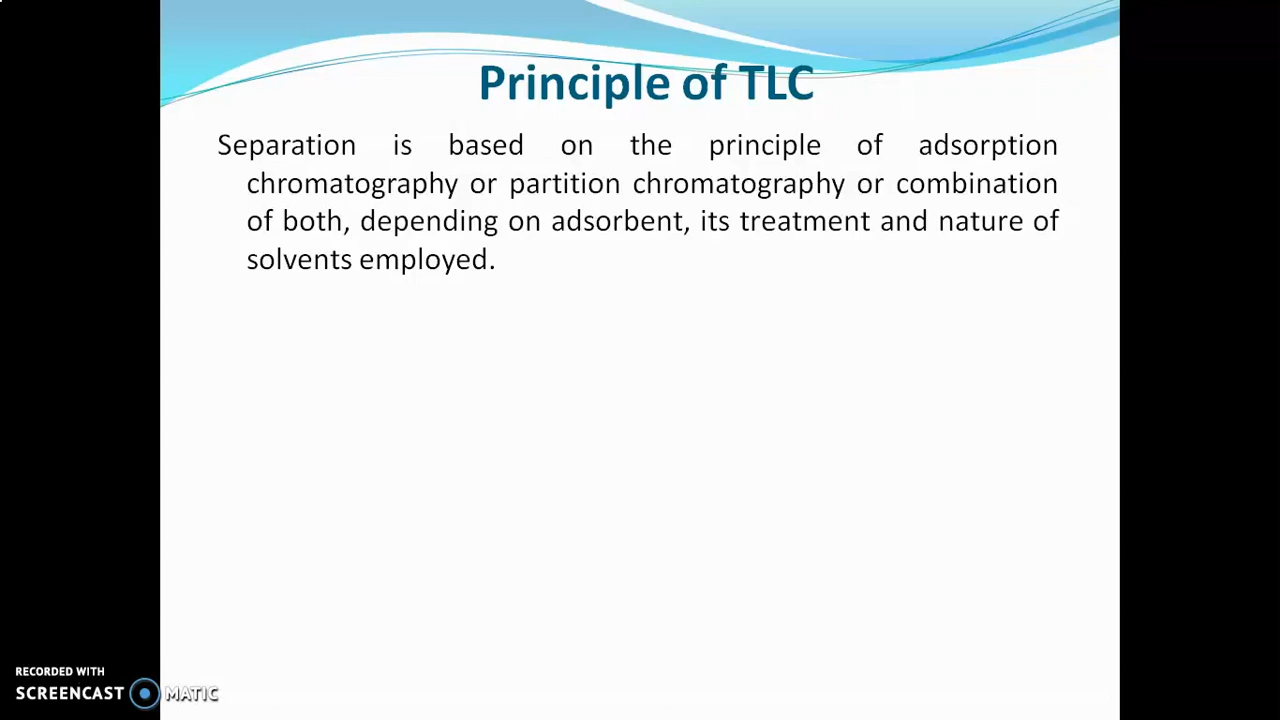 Principle of TLC
Separation is based on the principle of adsorption
chromatography or partition chromatography or combination
of both, depending on adsorbent, its treatment and nature of
solvents employed.
RECORDED WITH
SCREENCAST MATIC